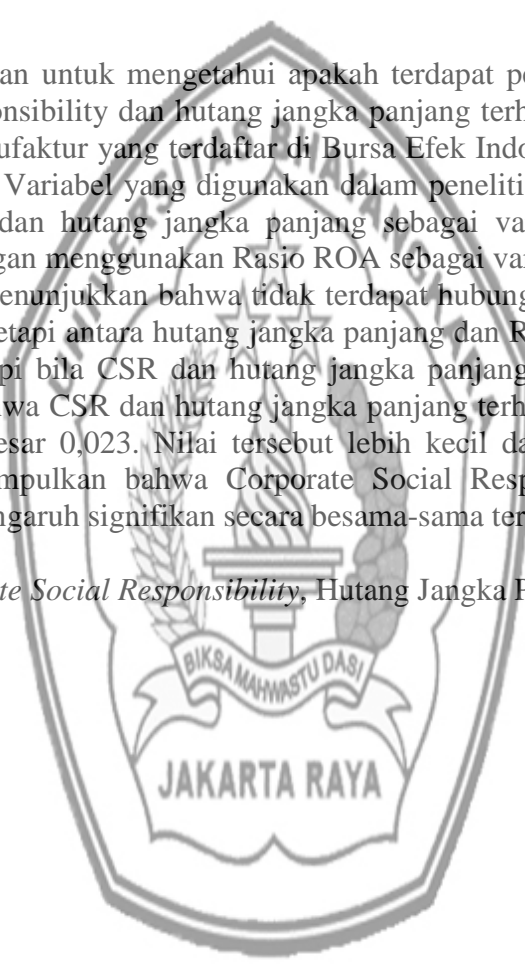 an untuk mengetahui apakah terdapat pe
onsibility dan hutang jangka panjang terh
ufaktur yang terdaftar di Bursa Efek Indo
Variabel yang digunakan dalam peneliti
dan hutang jangka panjang sebagai va
gan menggunakan Rasio ROA sebagai var
enunjukkan bahwa tidak terdapat hubung
etapi antara hutang jangka panjang dan R
pi bila CSR dan hutang jangka panjang
wa CSR dan hutang jangka panjang terh
esar 0,023. Nilai tersebut lebih kecil da
mpulkan bahwa Corporate Social Resp
ngaruh signifikan secara besama-sama ter
te Social Responsibility, Hutang Jangka P
UNIVERSITAS BHAYANGKARA
BIKSA MAHWASTU DASI
JAKARTA RAYA